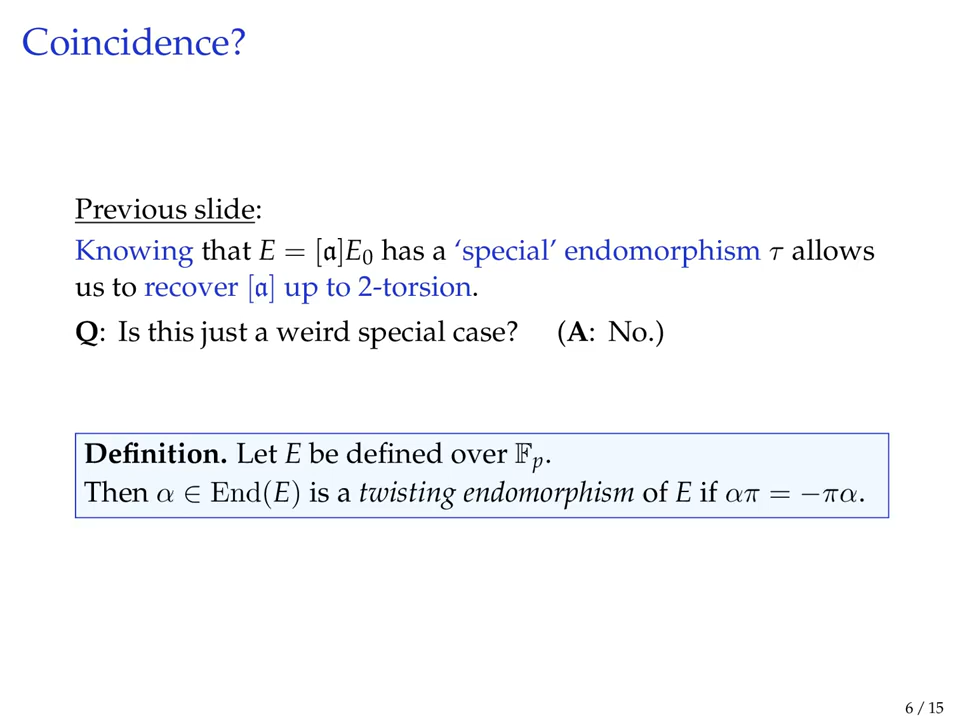 Coincidence?
Previous slide:
Knowing that E = [𝔞]E₀ has a ‘special’ endomorphism τ allows
us to recover [𝔞] up to 2-torsion.
Q: Is this just a weird special case? (A: No.)
Definition. Let E be defined over 𝔽ₚ.
Then α ∈ End(E) is a twisting endomorphism of E if απ = −πα.
6 / 15